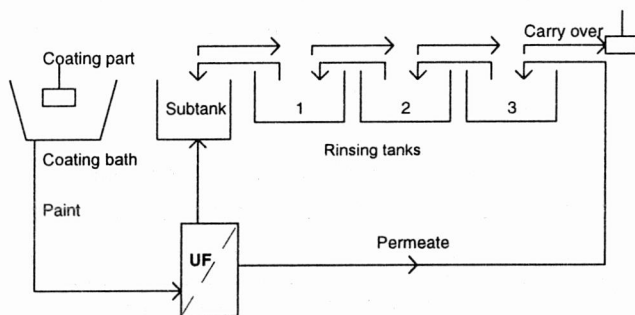 Carry over
Coating part
Subtank
1
2
3
Coating bath
Rinsing tanks
Paint
Permeate
UF